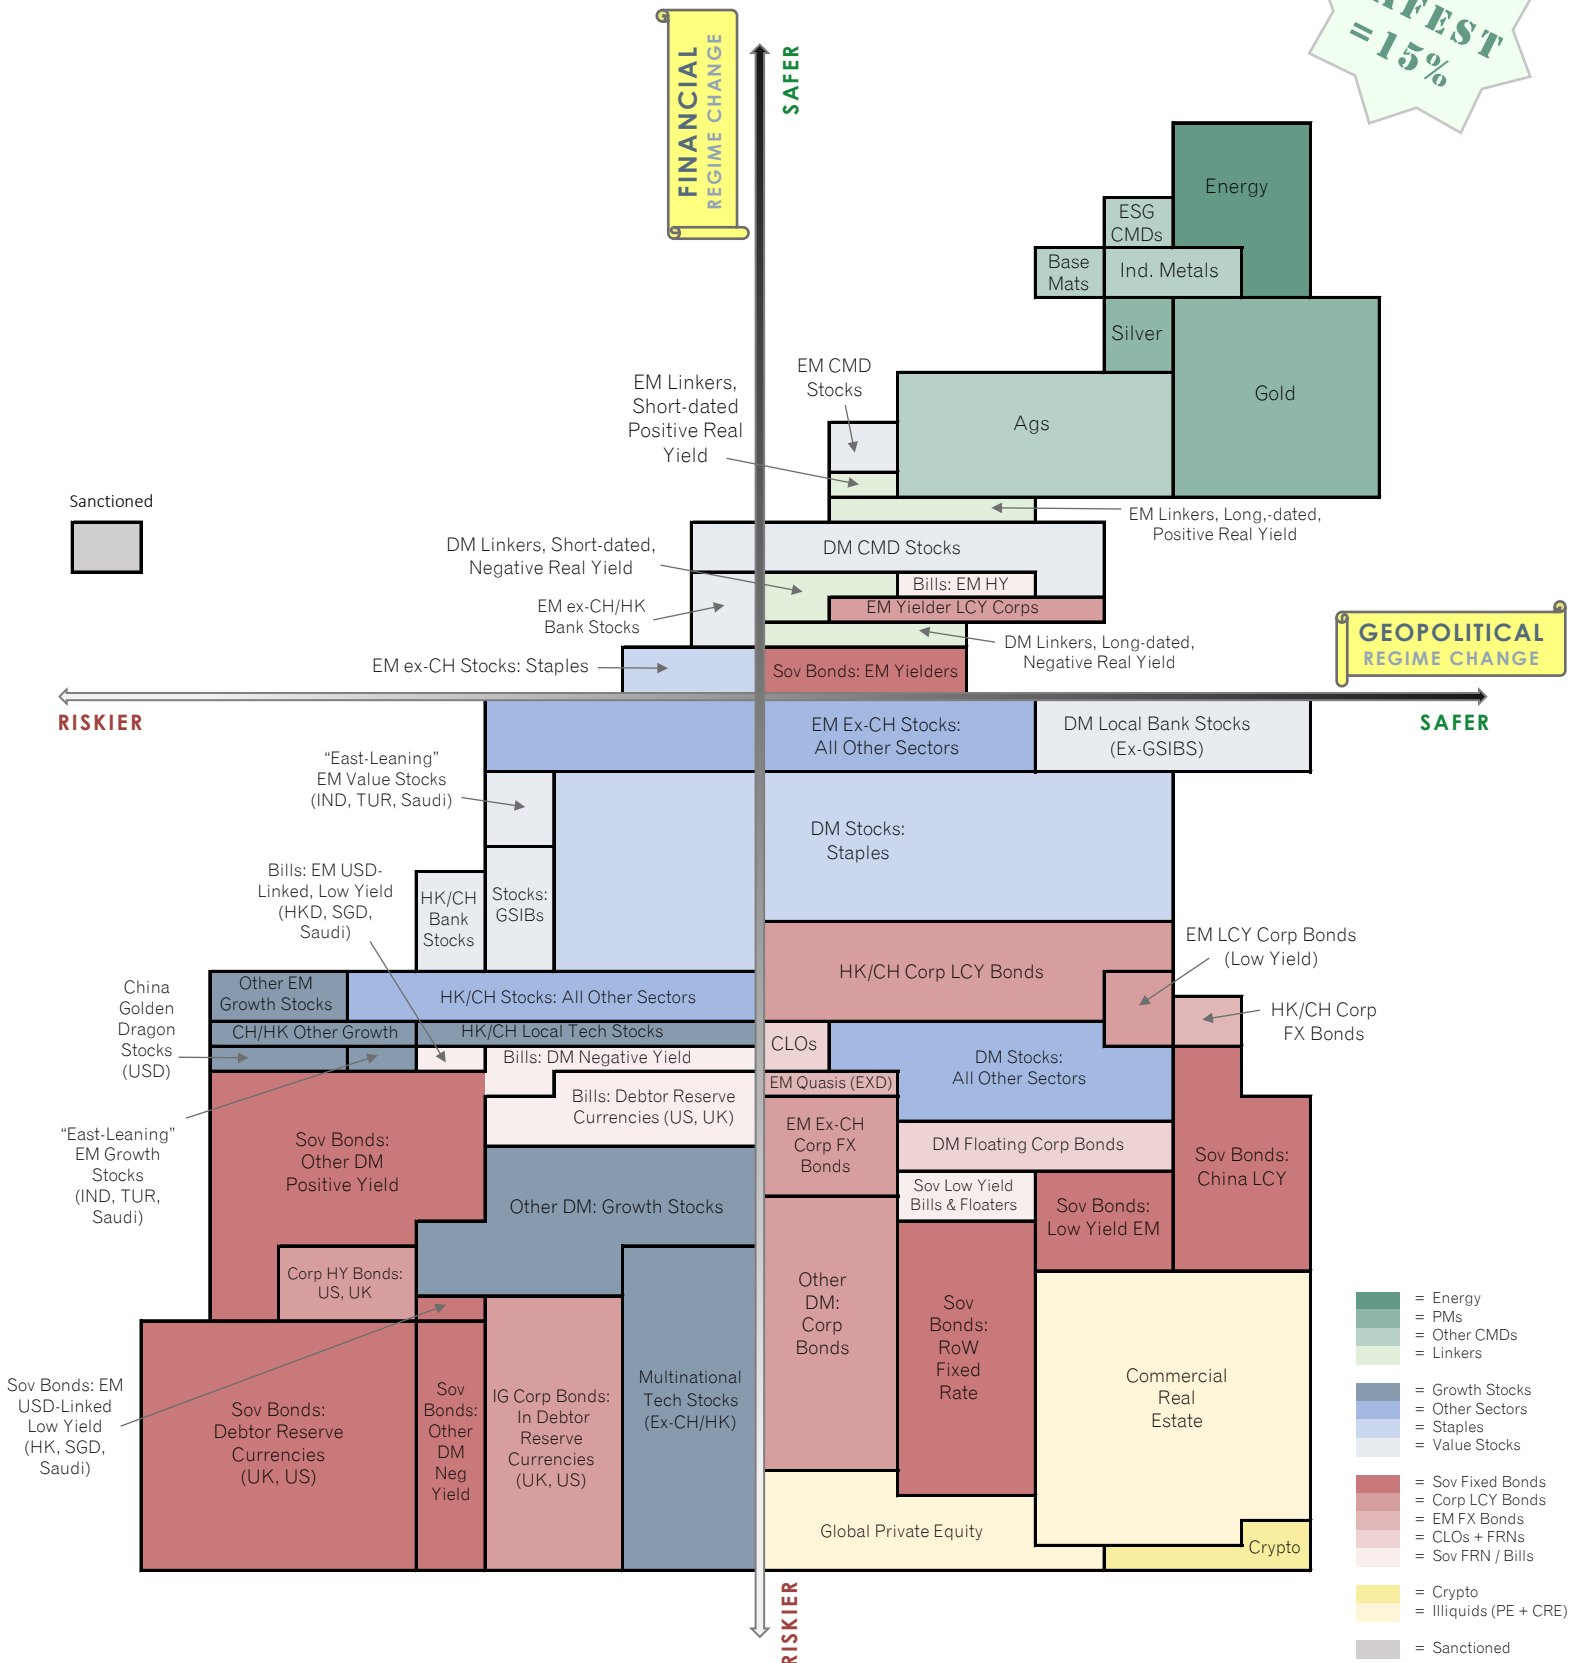 FINANCIAL
REGIME CHANGE
SAFER
=15%
Energy
ESG
CMDs
Base
Mats
Ind. Metals
Silver
Gold
EM CMD
Stocks
EM Linkers,
Short-dated
Positive Real
Yield
Ags
Sanctioned
EM Linkers, Long,-dated,
Positive Real Yield
DM Linkers, Short-dated,
Negative Real Yield
DM CMD Stocks
Bills: EM HY
EM Yielder LCY Corps
EM ex-CH/HK
Bank Stocks
DM Linkers, Long-dated,
Negative Real Yield
GEOPOLITICAL
REGIME CHANGE
EM ex-CH Stocks: Staples
Sov Bonds: EM Yielders
RISKIER
SAFER
EM Ex-CH Stocks:
All Other Sectors
DM Local Bank Stocks
(Ex-GSIBS)
“East-Leaning”
EM Value Stocks
(IND, TUR, Saudi)
DM Stocks:
Staples
Bills: EM USD-
Linked, Low Yield
(HKD, SGD,
Saudi)
HK/CH
Bank
Stocks
Stocks:
GSIBs
HK/CH Corp LCY Bonds
EM LCY Corp Bonds
(Low Yield)
China
Golden
Dragon
Stocks
(USD)
Other EM
Growth Stocks
HK/CH Stocks: All Other Sectors
HK/CH Corp
FX Bonds
CH/HK Other Growth
HK/CH Local Tech Stocks
CLOs
Bills: DM Negative Yield
DM Stocks:
All Other Sectors
EM Quasis (EXD)
Bills: Debtor Reserve
Currencies (US, UK)
“East-Leaning”
EM Growth
Stocks
(IND, TUR,
Saudi)
Sov Bonds:
Other DM
Positive Yield
EM Ex-CH
Corp FX
Bonds
DM Floating Corp Bonds
Sov Bonds:
China LCY
Sov Low Yield
Bills & Floaters
Sov Bonds:
Low Yield EM
Other DM: Growth Stocks
Corp HY Bonds:
US, UK
Other
DM:
Corp
Bonds
Sov
Bonds:
RoW
Fixed
Rate
Commercial
Real
Estate
Sov Bonds: EM
USD-Linked
Low Yield
(HK, SGD,
Saudi)
Sov Bonds:
Debtor Reserve
Currencies
(UK, US)
Sov
Bonds:
Other
DM
Neg
Yield
IG Corp Bonds:
In Debtor
Reserve
Currencies
(UK, US)
Multinational
Tech Stocks
(Ex-CH/HK)
Global Private Equity
Crypto
RISKIER
= Energy
= PMs
= Other CMDs
= Linkers
= Growth Stocks
= Other Sectors
= Staples
= Value Stocks
= Sov Fixed Bonds
= Corp LCY Bonds
= EM FX Bonds
= CLOs + FRNs
= Sov FRN / Bills
= Crypto
= Illiquids (PE + CRE)
= Sanctioned